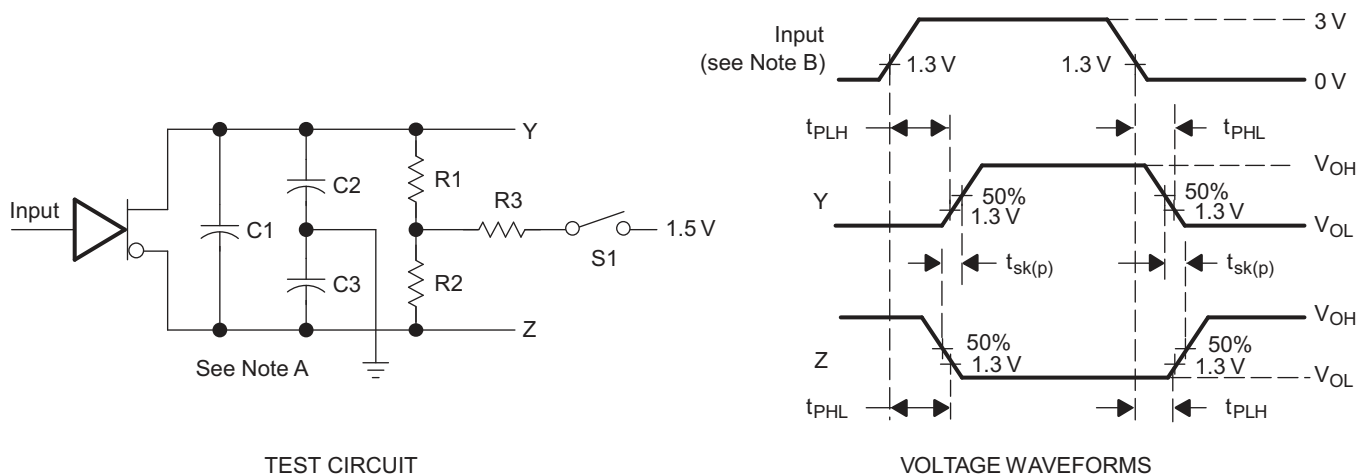 Input
Y
C1
C2
C3
R1
R2
R3
S1
1.5 V
Z
See Note A
TEST CIRCUIT
Input
(see Note B)
1.3 V
1.3 V
3 V
0 V
tPLH
tPHL
Y
50%
1.3 V
50%
1.3 V
VOH
VOL
tsk(p)
tsk(p)
Z
50%
1.3 V
50%
1.3 V
VOH
VOL
tPHL
tPLH
VOLTAGE WAVEFORMS